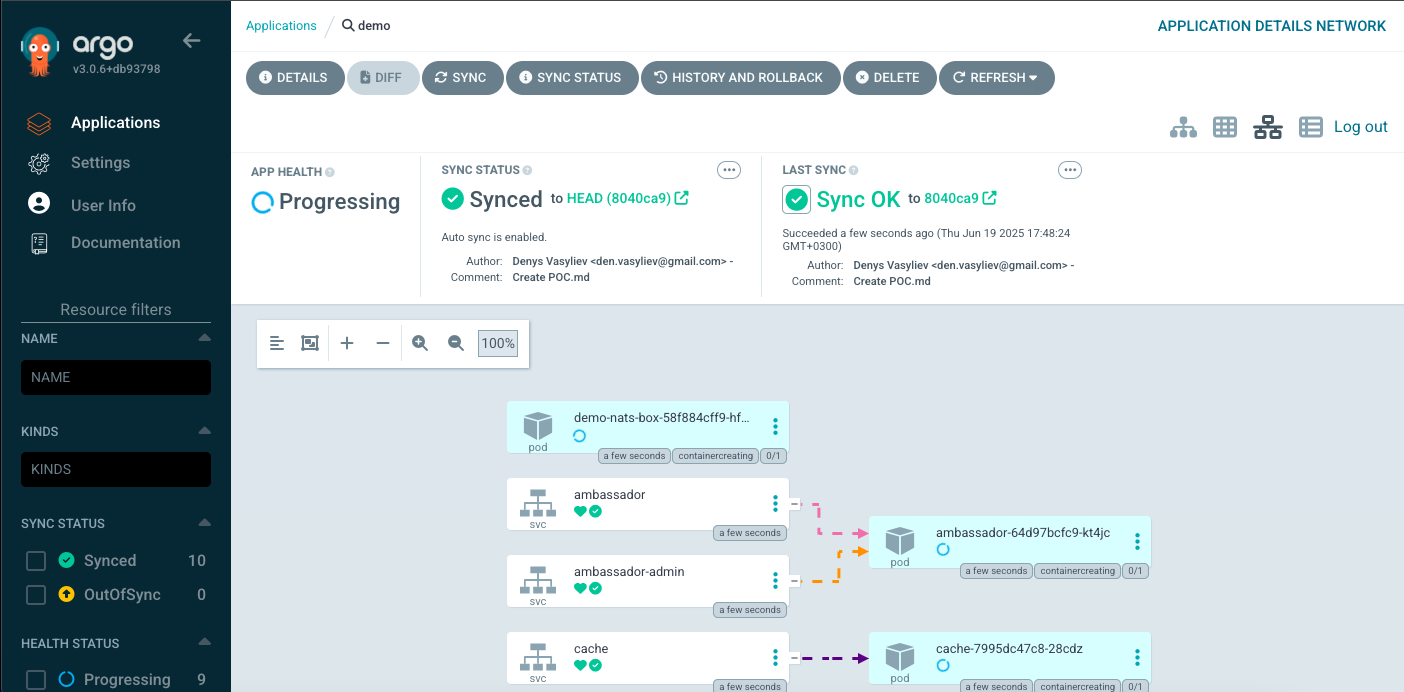 argo
v3.0.6+db93798
Applications
Settings
User Info
Documentation
Resource filters
NAME
NAME
KINDS
KINDS
SYNC STATUS
Synced 10
OutOfSync 0
HEALTH STATUS
Progressing 9
Applications demo
APPLICATION DETAILS NETWORK
DETAILS DIFF SYNC SYNC STATUS HISTORY AND ROLLBACK DELETE REFRESH
Log out
APP HEALTH
Progressing
SYNC STATUS
Synced to HEAD (8040ca9)
Auto sync is enabled.
Author: Denys Vasyliev <den.vasyliev@gmail.com> -
Comment: Create POC.md
LAST SYNC
Sync OK to 8040ca9
Succeeded a few seconds ago (Thu Jun 19 2025 17:48:24
GMT+0300)
Author: Denys Vasyliev <den.vasyliev@gmail.com> -
Comment: Create POC.md
100%
demo-nats-box-58f884cff9-hf...
pod
a few seconds containercreating 0/1
ambassador
svc
a few seconds
ambassador-64d97bcfc9-kt4jc
pod
a few seconds containercreating 0/1
ambassador-admin
svc
a few seconds
cache
svc
a few seconds
cache-7995dc47c8-28cdz
pod
a few seconds containercreating 0/1